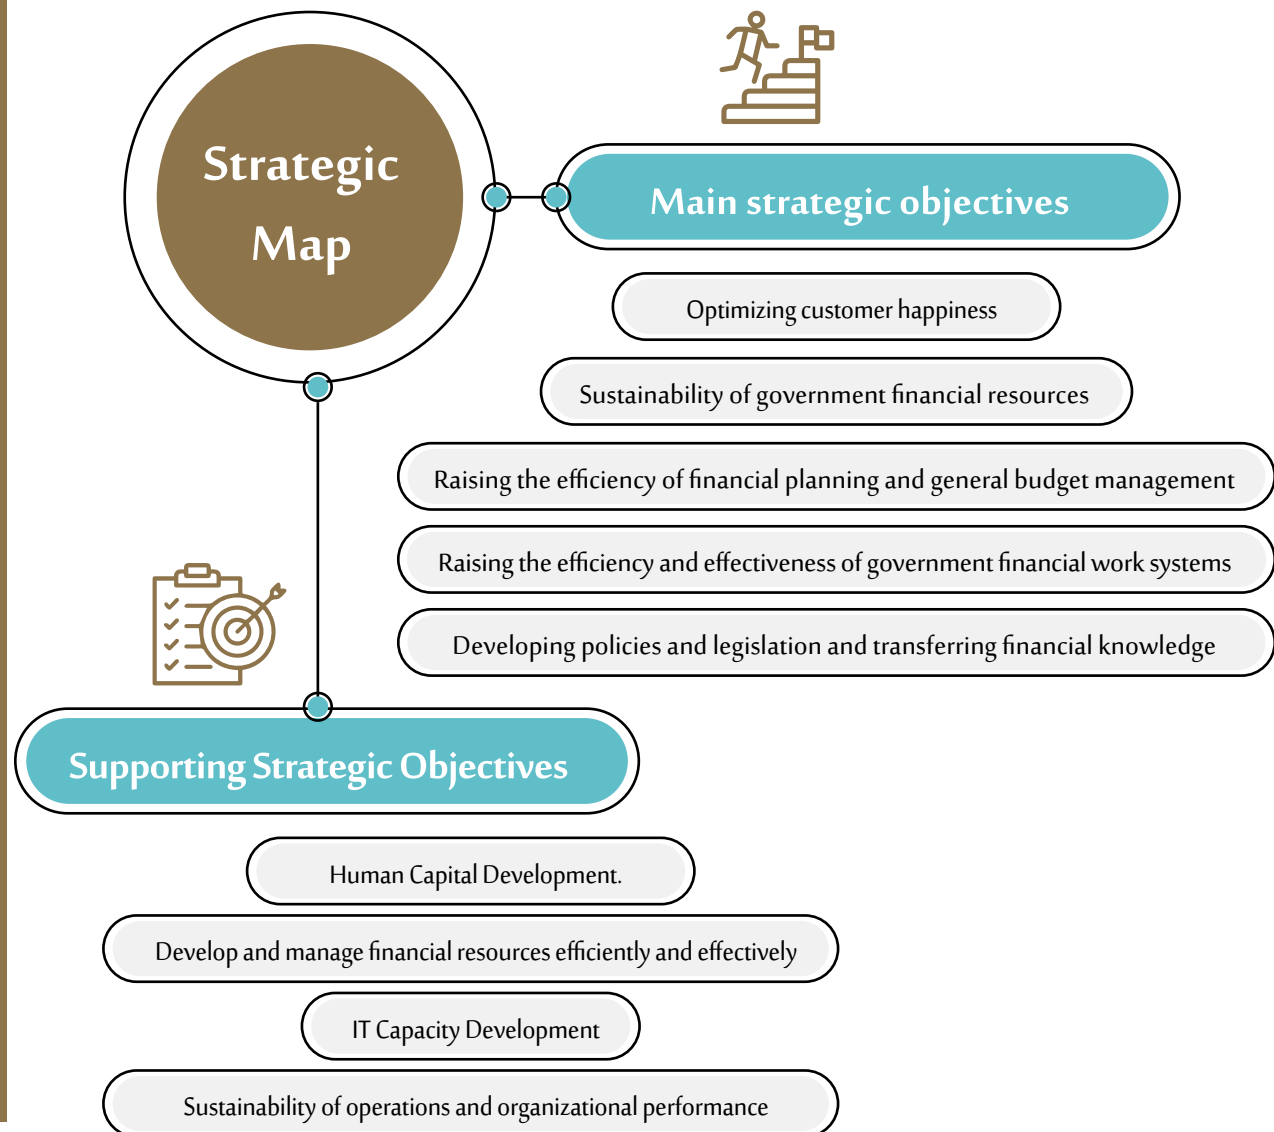 Strategic
Map
Main strategic objectives
Optimizing customer happiness
Sustainability of government financial resources
Raising the efficiency of financial planning and general budget management
Raising the efficiency and effectiveness of government financial work systems
Developing policies and legislation and transferring financial knowledge
Supporting Strategic Objectives
Human Capital Development.
Develop and manage financial resources efficiently and effectively
IT Capacity Development
Sustainability of operations and organizational performance